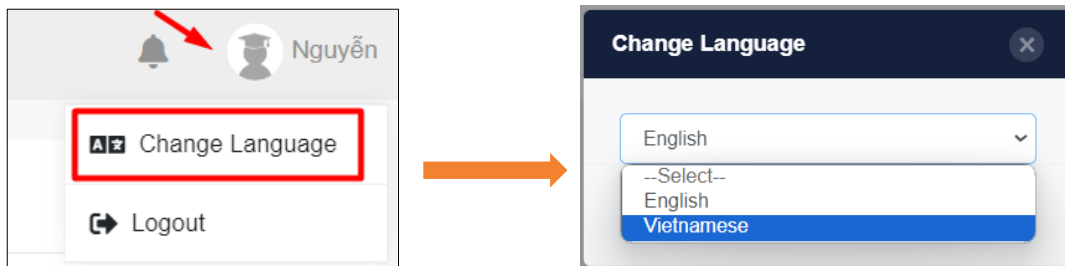 Nguyễn
Change Language
Logout
Change Language
English
--Select--
English
Vietnamese